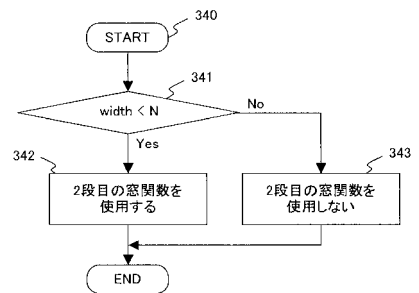 340
START
341
width < N
No
Yes
342
343
2段目の窓関数を
使用する
2段目の窓関数を
使用しない
END